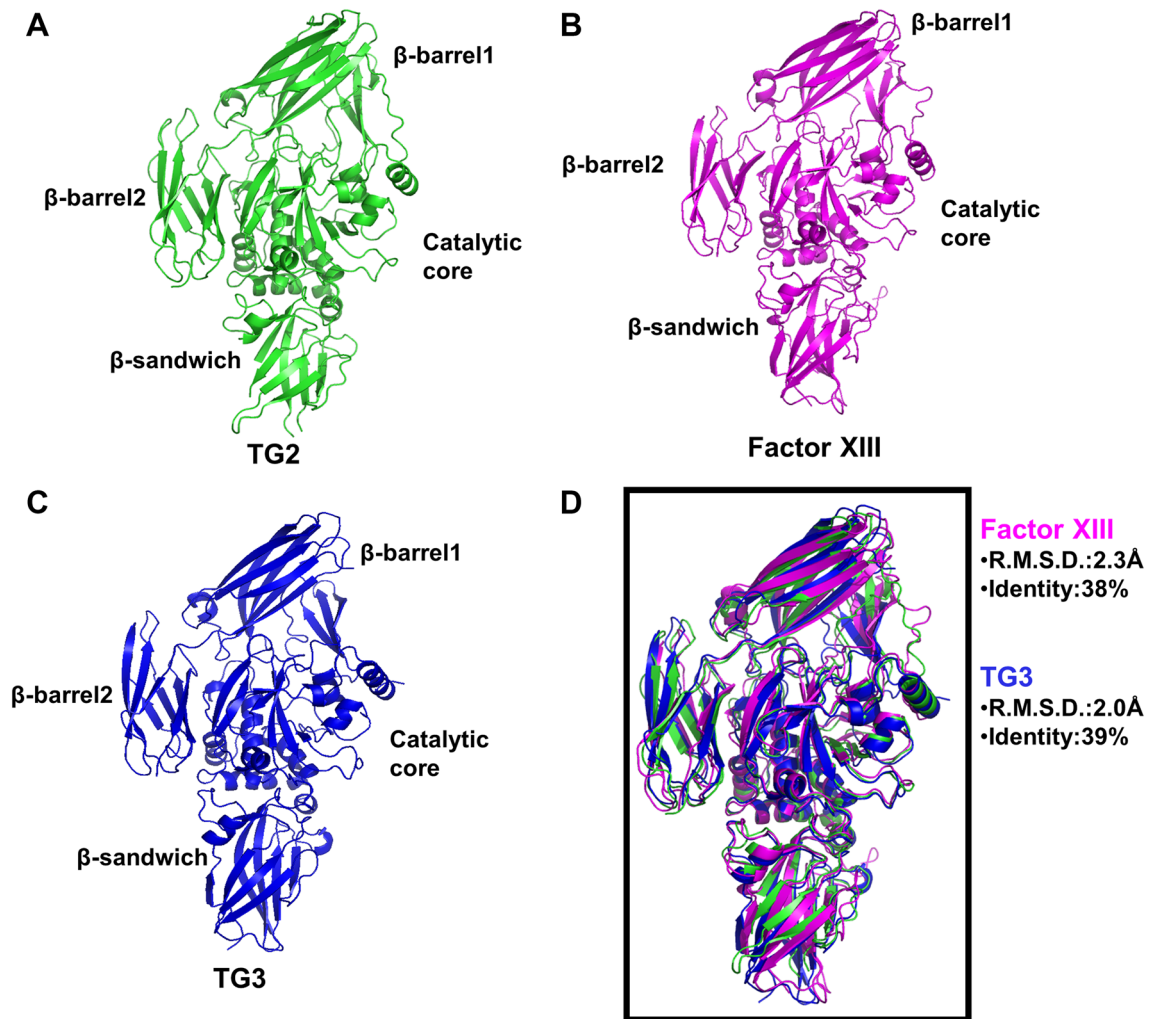 A
β-barrel1
β-barrel2
Catalytic
core
β-sandwich
TG2
B
β-barrel1
β-barrel2
Catalytic
core
β-sandwich
Factor XIII
C
β-barrel1
β-barrel2
Catalytic
core
β-sandwich
TG3
D
Factor XIII
•R.M.S.D.:2.3Å
•Identity:38%
TG3
•R.M.S.D.:2.0Å
•Identity:39%